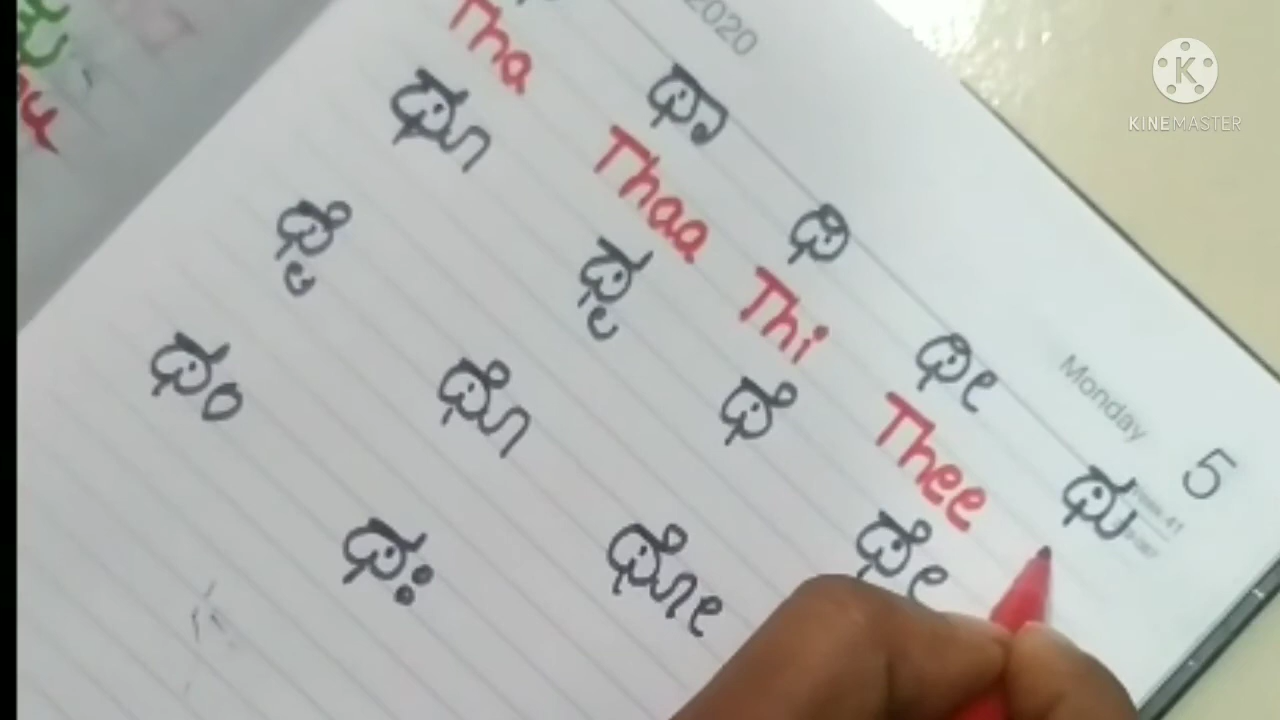 2020
Monday 5
ಧಾ ಧಿ ಧೀ ಧು
Tha Thaa Thi Thee
ಧೂ ಧೃ ಧೆ ಧೇ
ಧೈ ಧೊ ಧೋ
ಧಂ ಧಃ
KINEMASTER